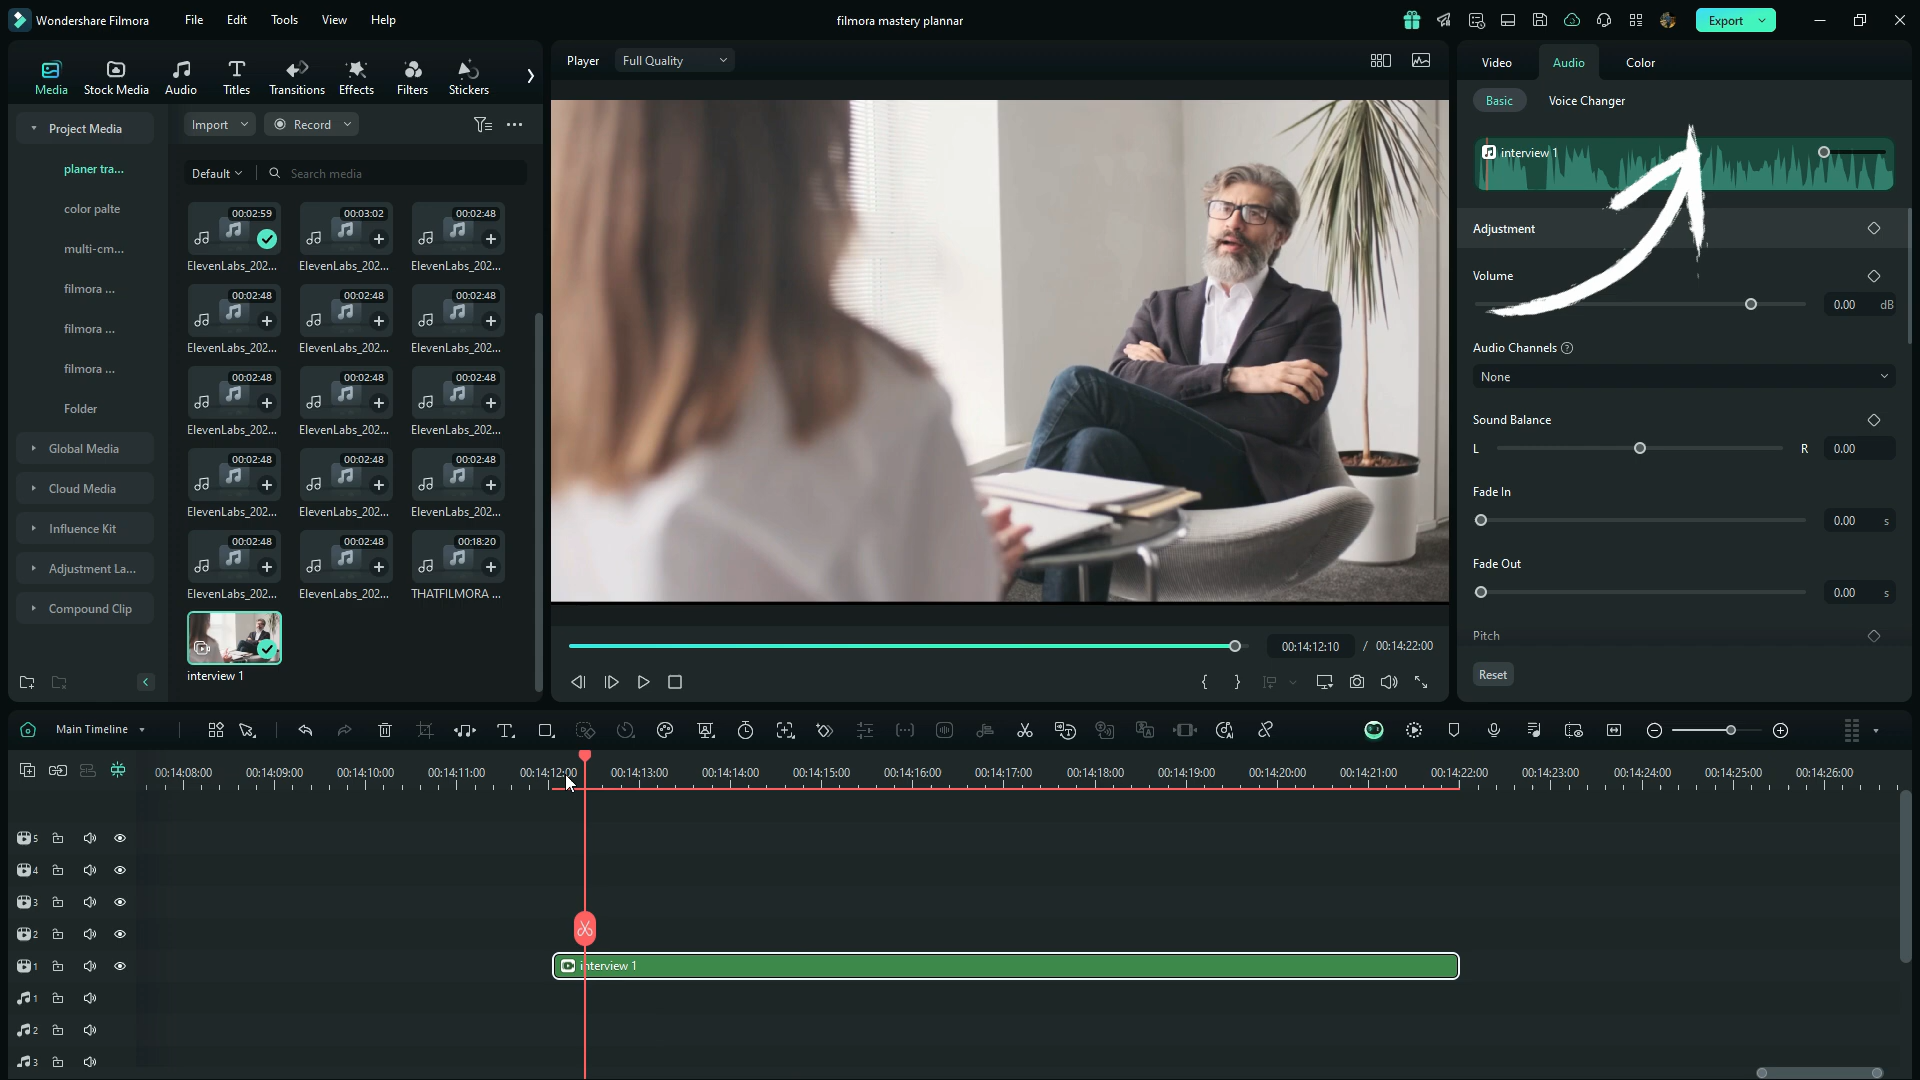 Wondershare Filmora
File Edit Tools View Help
filmora mastery plannar
Export
Media Stock Media Audio Titles Transitions Effects Filters Stickers
Player Full Quality
Video Audio Color
Basic Voice Changer
Project Media
planer tra...
color palte
multi-cm...
filmora ...
filmora ...
filmora ...
Folder
Global Media
Cloud Media
Influence Kit
Adjustment La...
Compound Clip
Import Record
Default Search media
00:02:59 00:03:02 00:02:48
ElevenLabs_202... ElevenLabs_202... ElevenLabs_202...
00:02:48 00:02:48 00:02:48
ElevenLabs_202... ElevenLabs_202... ElevenLabs_202...
00:02:48 00:02:48 00:02:48
ElevenLabs_202... ElevenLabs_202... ElevenLabs_202...
00:02:48 00:02:48 00:02:48
ElevenLabs_202... ElevenLabs_202... ElevenLabs_202...
00:02:48 00:02:48 00:18:20
ElevenLabs_202... ElevenLabs_202... THATFILMORA ...
interview 1
00:14:12:10 / 00:14:22:00
interview 1
Adjustment
Volume
0.00 dB
Audio Channels
None
Sound Balance
L R 0.00
Fade In
0.00 s
Fade Out
0.00 s
Pitch
Reset
Main Timeline
00:14:08:00 00:14:09:00 00:14:10:00 00:14:11:00 00:14:12:00 00:14:13:00 00:14:14:00 00:14:15:00 00:14:16:00 00:14:17:00 00:14:18:00 00:14:19:00 00:14:20:00 00:14:21:00 00:14:22:00 00:14:23:00 00:14:24:00 00:14:25:00 00:14:26:00
5
4
3
2
1 interview 1
1
2
3